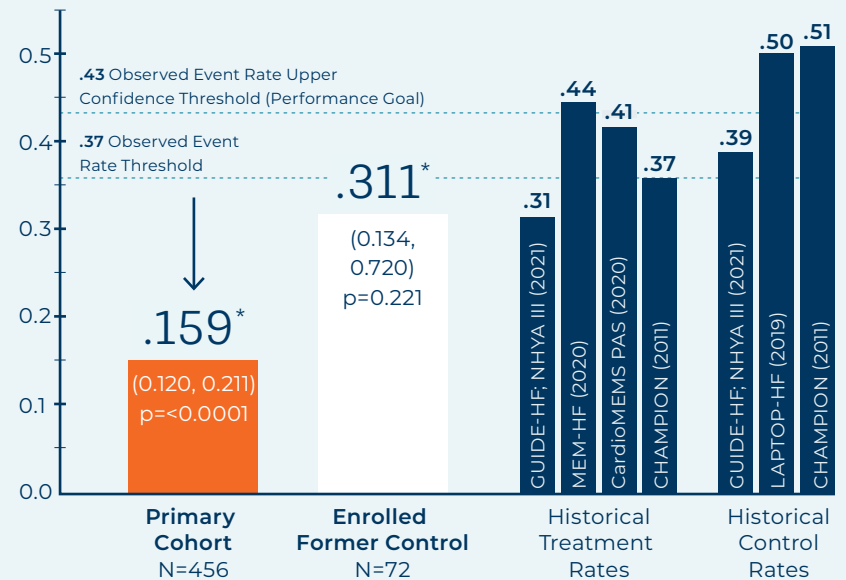 0.5
0.4
0.3
0.2
0.1
0.0
.43 Observed Event Rate Upper
Confidence Threshold (Performance Goal)
.37 Observed Event
Rate Threshold
.159*
(0.120, 0.211)
p=<0.0001
.311*
(0.134,
0.720)
p=0.221
.31
.44
.41
.37
.39
.50
.51
GUIDE-HF; NHYA III (2021)
MEM-HF (2020)
CardioMEMS PAS (2020)
CHAMPION (2011)
GUIDE-HF; NHYA III (2021)
LAPTOP-HF (2019)
CHAMPION (2011)
Primary
Cohort
N=456
Enrolled
Former Control
N=72
Historical
Treatment
Rates
Historical
Control
Rates